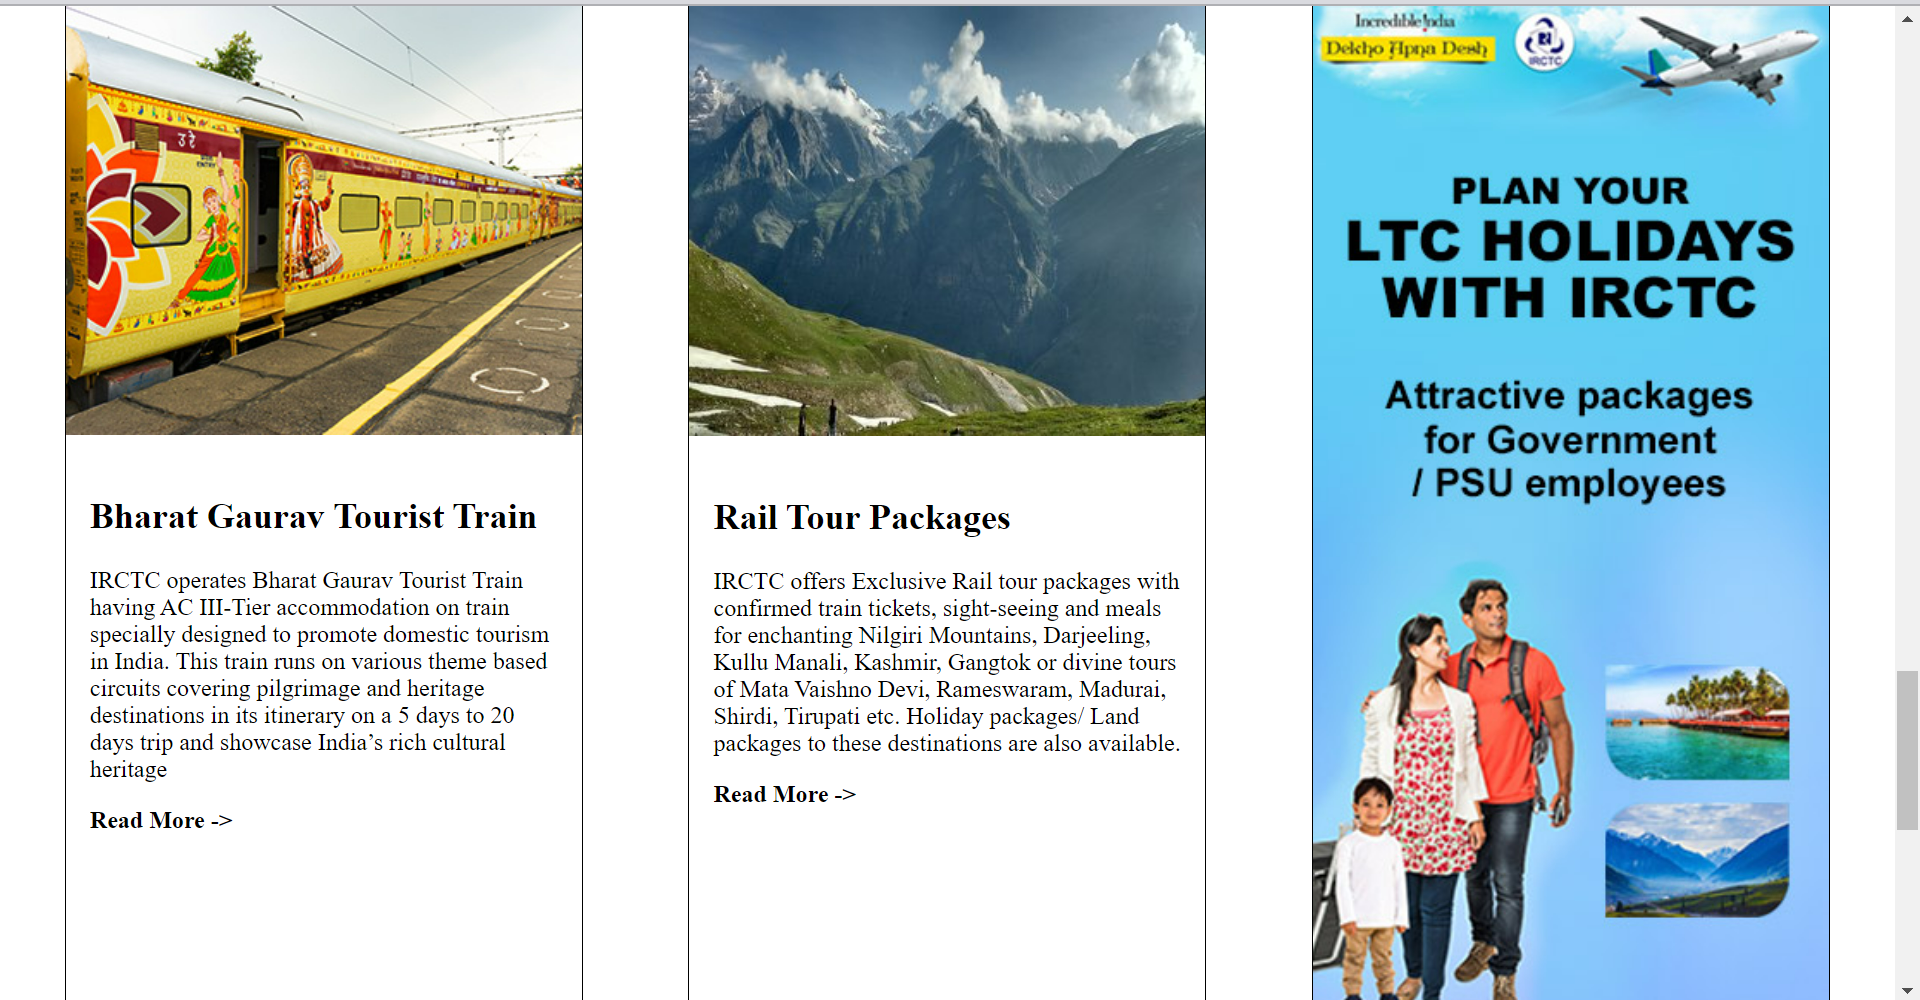 उरे
Bharat Gaurav Tourist Train
IRCTC operates Bharat Gaurav Tourist Train
having AC III-Tier accommodation on train
specially designed to promote domestic tourism
in India. This train runs on various theme based
circuits covering pilgrimage and heritage
destinations in its itinerary on a 5 days to 20
days trip and showcase India’s rich cultural
heritage
Read More ->
Rail Tour Packages
IRCTC offers Exclusive Rail tour packages with
confirmed train tickets, sight-seeing and meals
for enchanting Nilgiri Mountains, Darjeeling,
Kullu Manali, Kashmir, Gangtok or divine tours
of Mata Vaishno Devi, Rameswaram, Madurai,
Shirdi, Tirupati etc. Holiday packages/ Land
packages to these destinations are also available.
Read More ->
Incredible !ndia
Dekho Apna Desh
IRCTC
PLAN YOUR
LTC HOLIDAYS
WITH IRCTC
Attractive packages
for Government
/ PSU employees